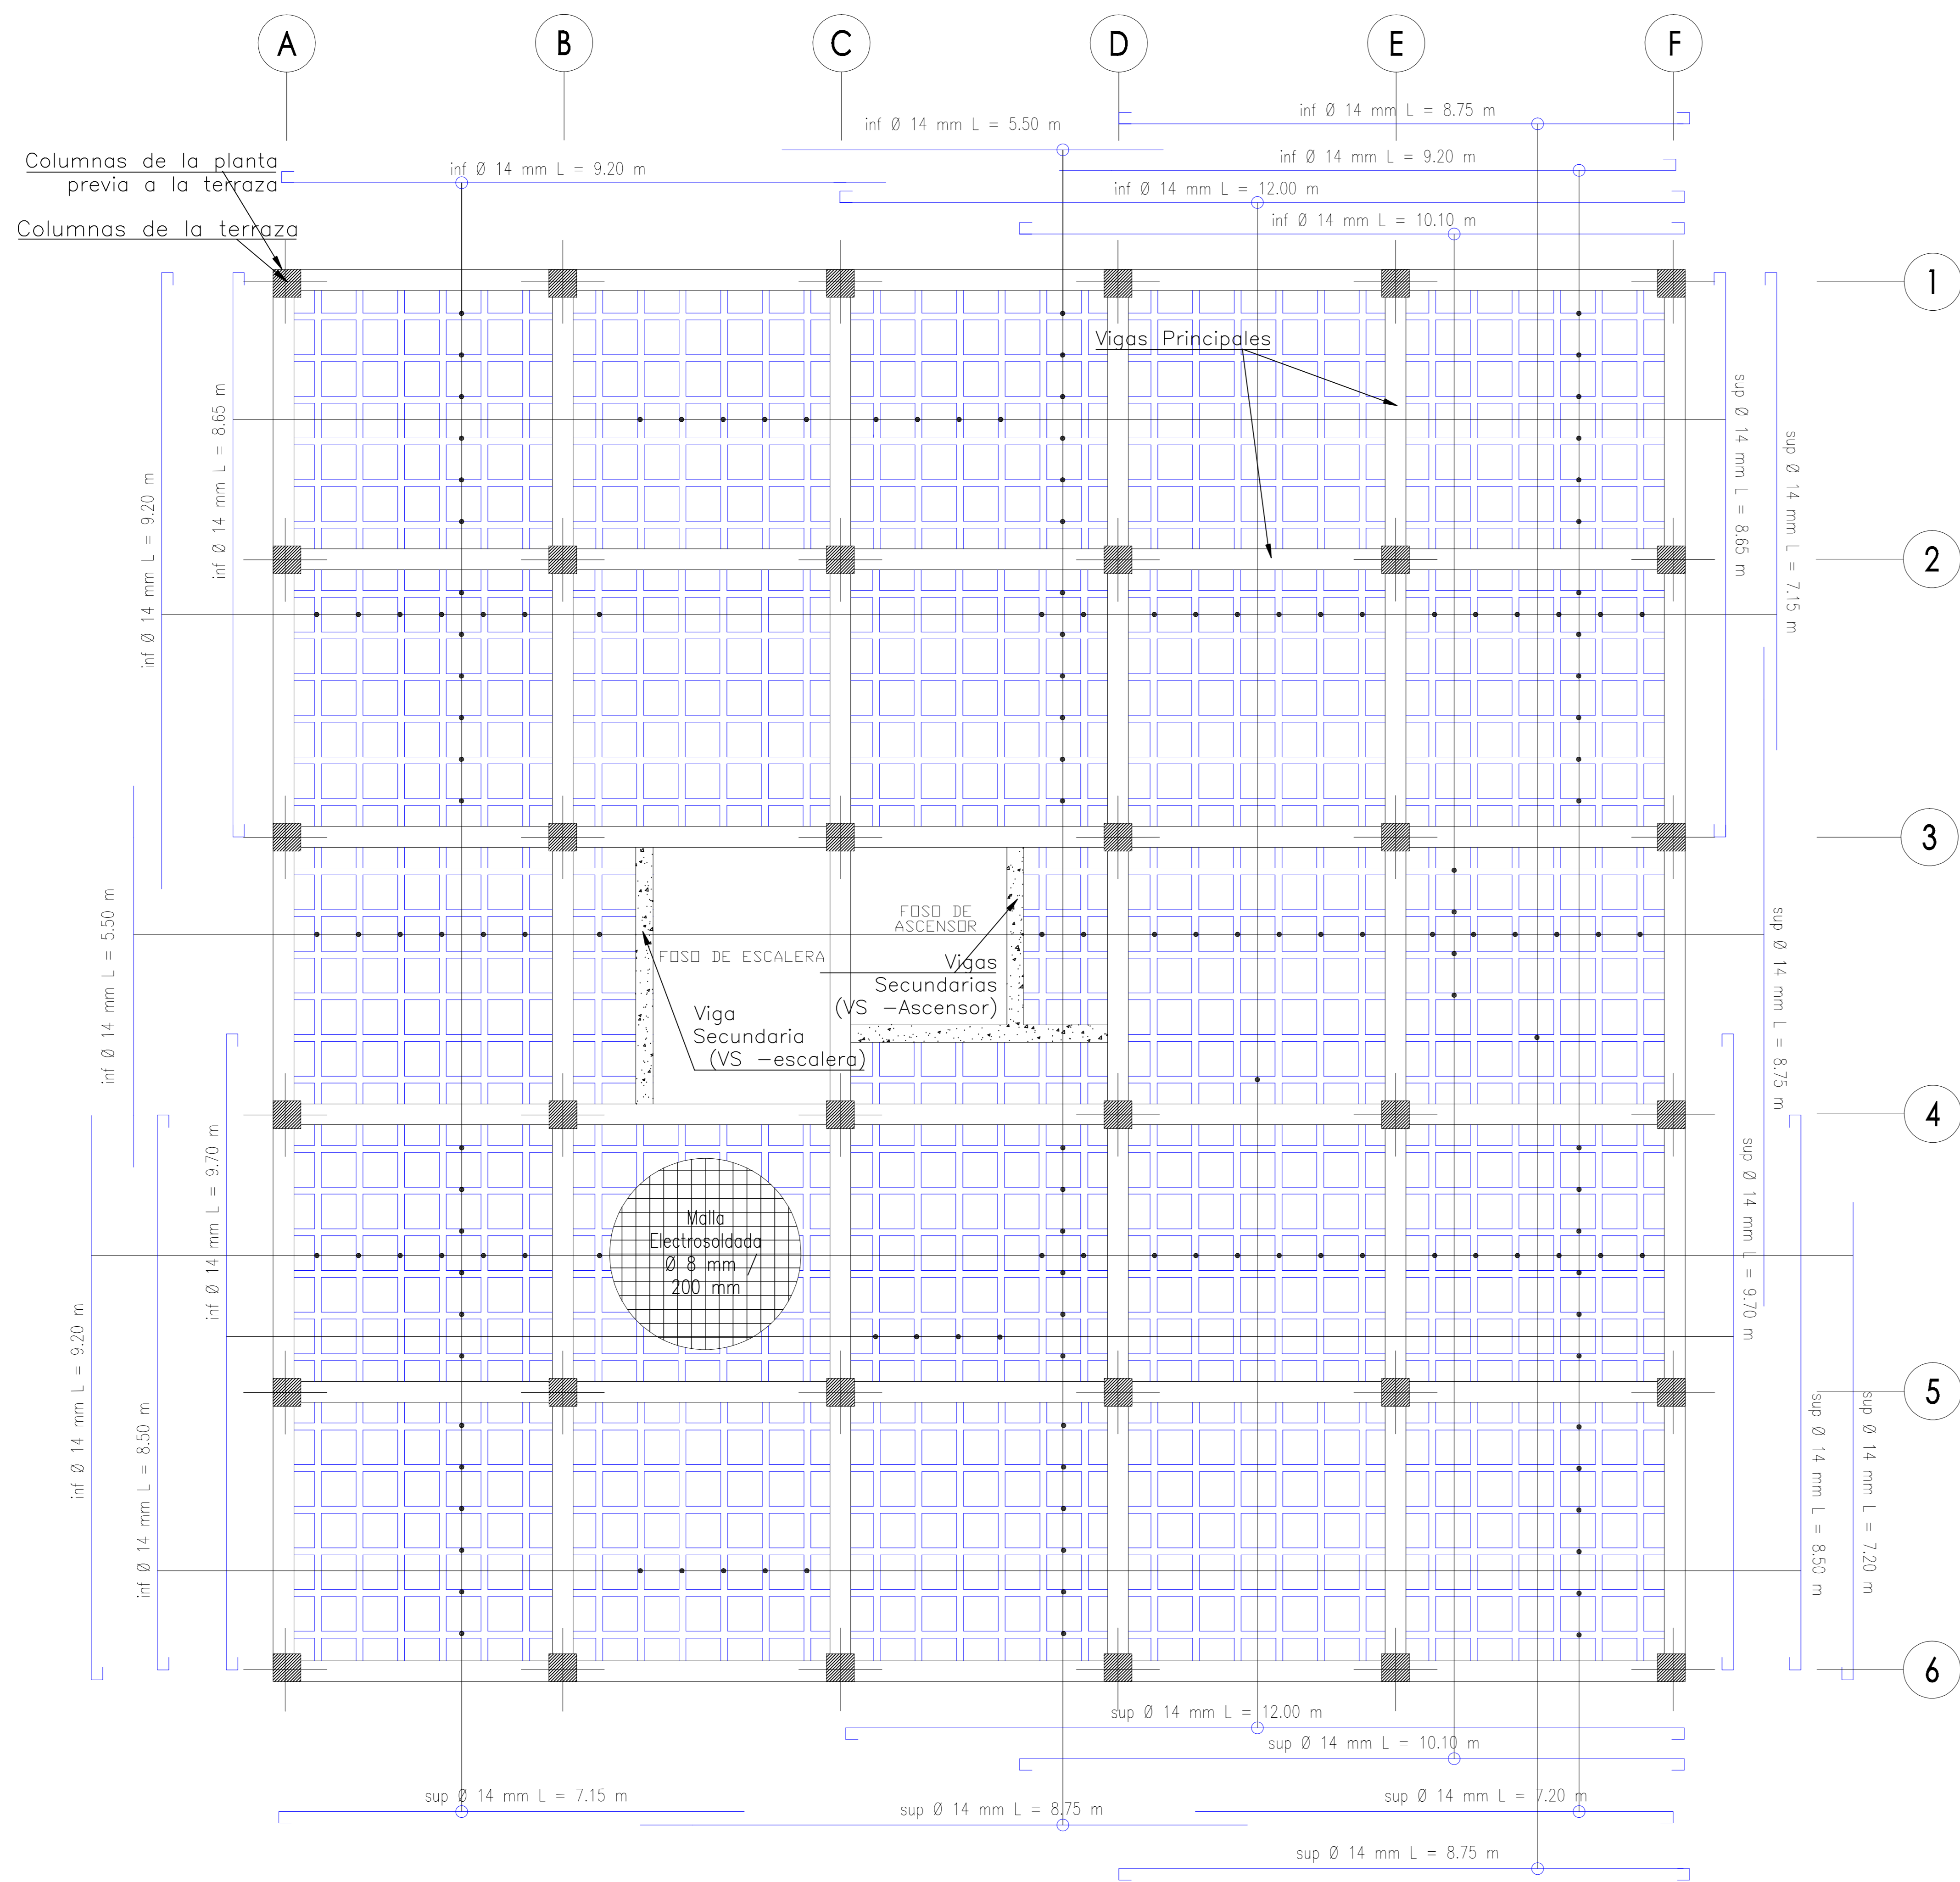 A
B
C
D
E
F
inf Ø 14 mm L = 8.75 m
inf Ø 14 mm L = 5.50 m
inf Ø 14 mm L = 9.20 m
inf Ø 14 mm L = 9.20 m
inf Ø 14 mm L = 12.00 m
inf Ø 14 mm L = 10.10 m
Columnas de la planta
previa a la terraza
Columnas de la terraza
1
2
3
4
5
6
Vigas Principales
inf Ø 14 mm L = 9.20 m
inf Ø 14 mm L = 8.65 m
sup Ø 14 mm L = 8.65 m
sup Ø 14 mm L = 7.15 m
FOSO DE
ASCENSOR
FOSO DE ESCALERA
Vigas
Secundarias
(VS -Ascensor)
Viga
Secundaria
(VS -escalera)
inf Ø 14 mm L = 5.50 m
sup Ø 14 mm L = 8.75 m
inf Ø 14 mm L = 9.70 m
sup Ø 14 mm L = 9.70 m
Malla
Electrosoldada
Ø 8 mm /
200 mm
inf Ø 14 mm L = 9.20 m
inf Ø 14 mm L = 8.50 m
sup Ø 14 mm L = 8.50 m
sup Ø 14 mm L = 7.20 m
sup Ø 14 mm L = 12.00 m
sup Ø 14 mm L = 10.10 m
sup Ø 14 mm L = 7.15 m
sup Ø 14 mm L = 8.75 m
sup Ø 14 mm L = 7.20 m
sup Ø 14 mm L = 8.75 m